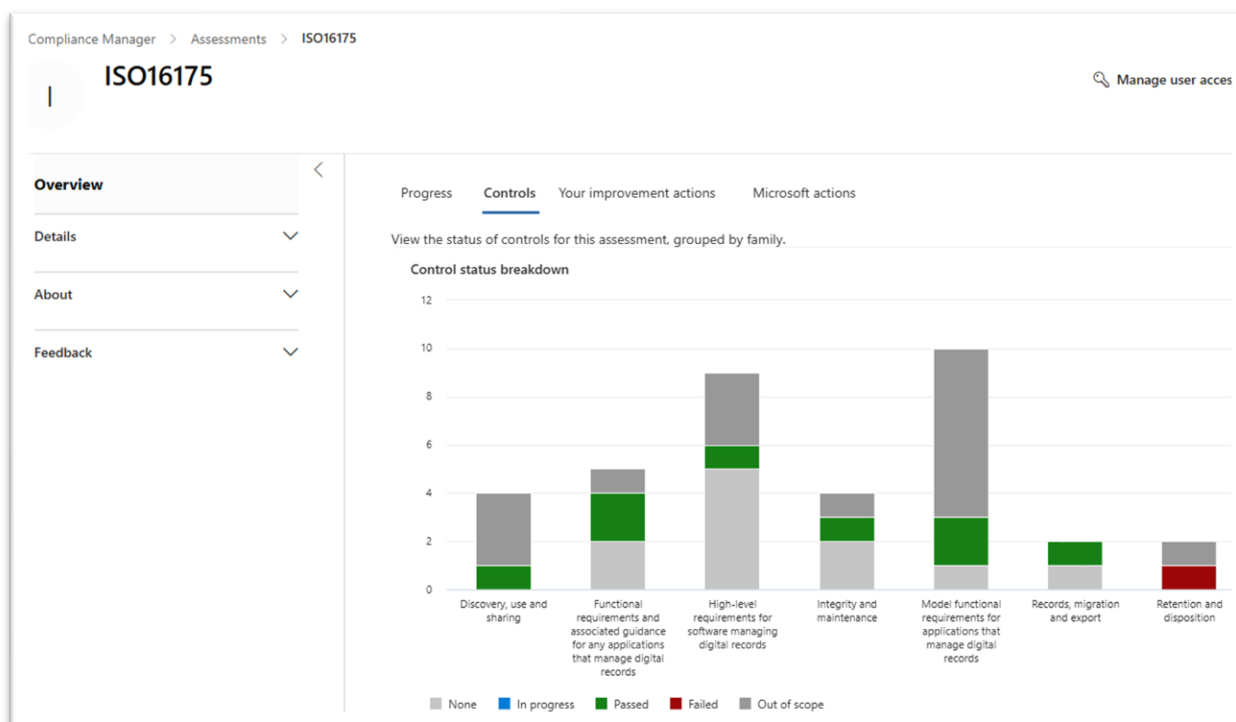 Compliance Manager > Assessments > ISO16175
I
ISO16175
Manage user acces
Overview
Details
About
Feedback
Progress Controls Your improvement actions Microsoft actions
View the status of controls for this assessment, grouped by family.
Control status breakdown
12
10
8
6
4
2
0
Discovery, use and
sharing
Functional
requirements and
associated guidance
for any applications
that manage digital
records
High-level
requirements for
software managing
digital records
Integrity and
maintenance
Model functional
requirements for
applications that
manage digital
records
Records, migration
and export
Retention and
disposition
None In progress Passed Failed Out of scope